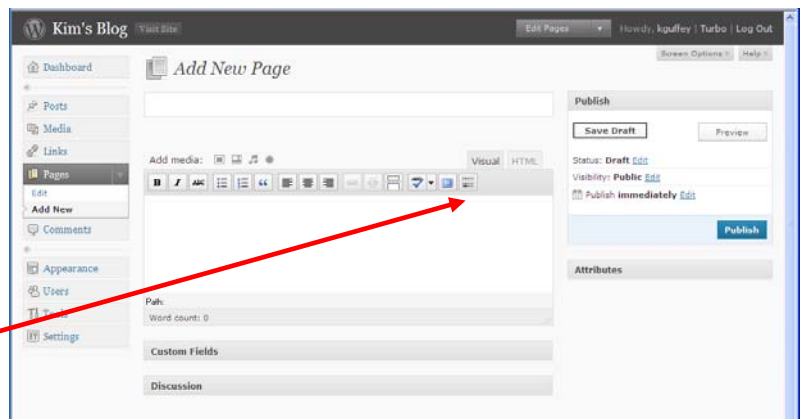 Kim's Blog Visit Site Edit Pages Howdy, kguffey | Turbo | Log Out
Screen Options Help
Dashboard
Posts
Media
Links
Pages
Edit
Add New
Comments
Appearance
Users
Tools
Settings
Add New Page
Add media:
Visual HTML
B I ABC
Path:
Word count: 0
Custom Fields
Discussion
Publish
Save Draft Preview
Status: Draft Edit
Visibility: Public Edit
Publish immediately Edit
Publish
Attributes